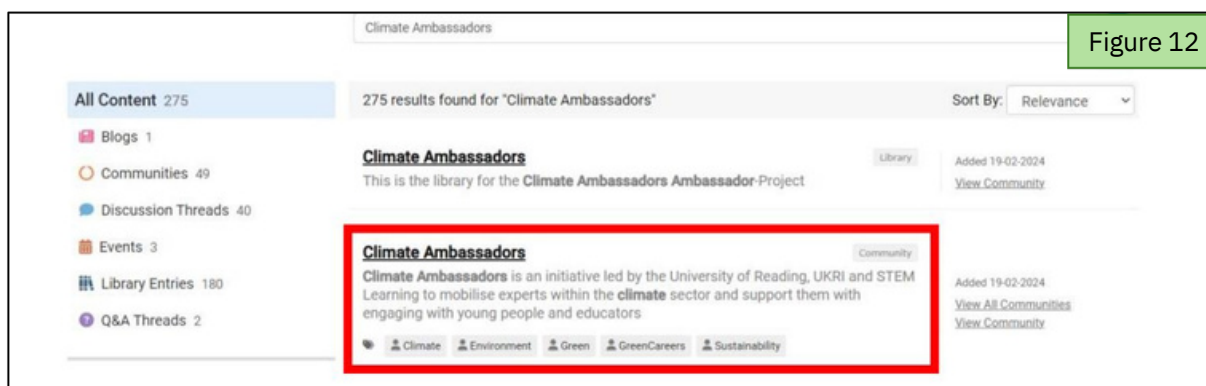 Climate Ambassadors
Figure 12
All Content 275
Blogs 1
Communities 49
Discussion Threads 40
Events 3
Library Entries 180
Q&A Threads 2
275 results found for "Climate Ambassadors"
Sort By: Relevance
Climate Ambassadors
Library
This is the library for the Climate Ambassadors Ambassador-Project
Added 19-02-2024
View Community
Climate Ambassadors
Community
Climate Ambassadors is an initiative led by the University of Reading, UKRI and STEM
Learning to mobilise experts within the climate sector and support them with
engaging with young people and educators
Climate Environment Green GreenCareers Sustainability
Added 19-02-2024
View All Communities
View Community